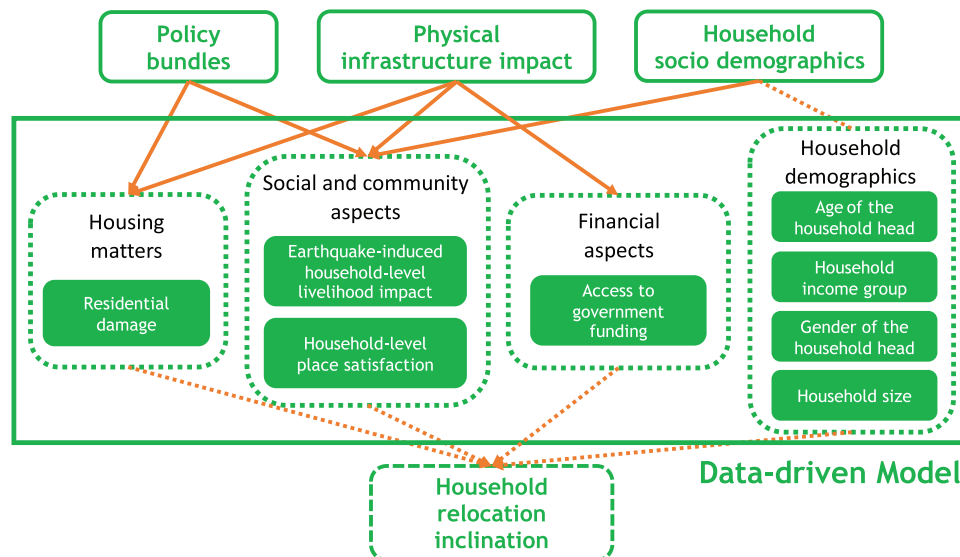 Policy
bundles
Physical
infrastructure impact
Household
socio demographics
Housing
matters
Residential
damage
Social and community
aspects
Earthquake-induced
household-level
livelihood impact
Household-level
place satisfaction
Financial
aspects
Access to
government
funding
Household
demographics
Age of the
household head
Household
income group
Gender of the
household head
Household size
Data-driven Model
Household
relocation
inclination